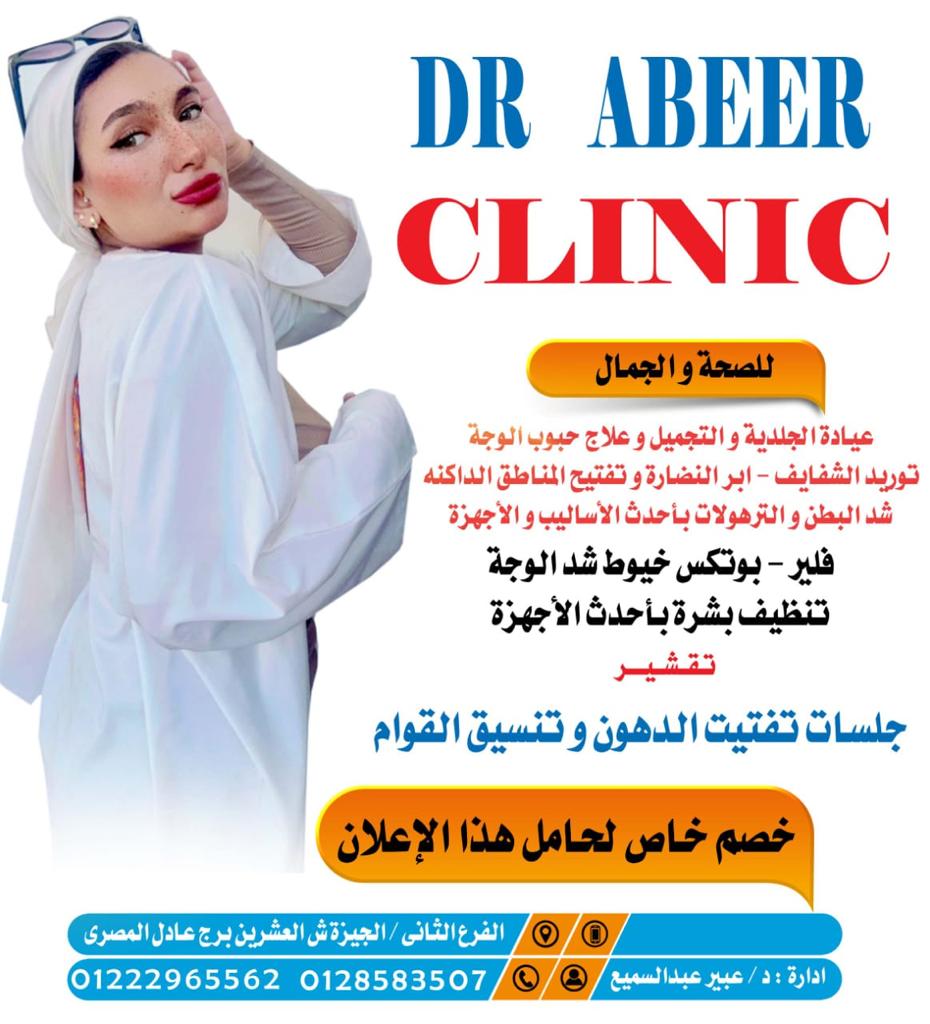 DR ABEER
CLINIC
للصحة والجمال
عيادة الجلدية و التجميل و علاج حبوب الوجة
توريد الشفايف - ابر النضارة و تفتيح المناطق الداكنه
شد البطن و الترهولات بأحدث الأساليب و الأجهزة
فلير - بوتكس خيوط شد الوجة
تنظيف بشرة بأحدث الأجهزة
تقشير
جلسات تفتيت الدهون و تنسيق القوام
خصم خاص لحامل هذا الإعلان
الفرع الثانى / الجيزة ش العشرين برج عادل المصرى
ادارة : د / عبير عبدالسميع
01222965562 0128583507